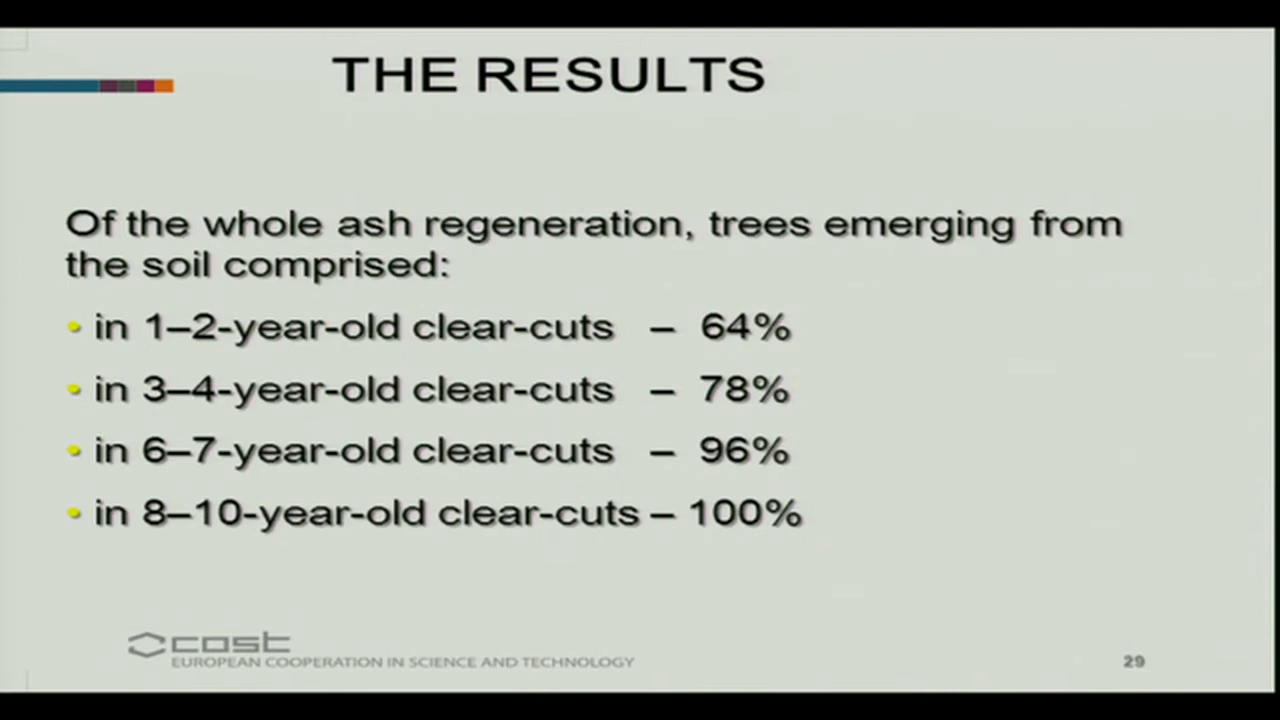 THE RESULTS
Of the whole ash regeneration, trees emerging from
the soil comprised:
• in 1–2-year-old clear-cuts – 64%
• in 3–4-year-old clear-cuts – 78%
• in 6–7-year-old clear-cuts – 96%
• in 8–10-year-old clear-cuts – 100%
cost
EUROPEAN COOPERATION IN SCIENCE AND TECHNOLOGY
29